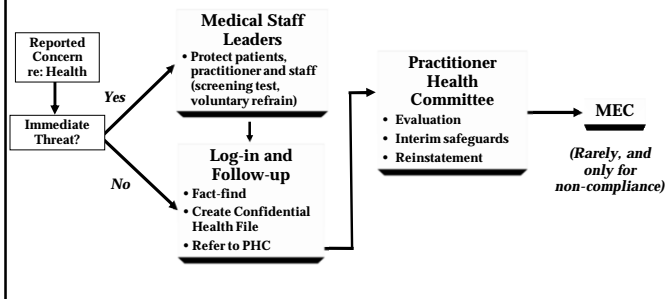 Reported
Concern
re: Health
Immediate
Threat?
Yes
No
Medical Staff
Leaders
• Protect patients,
practitioner and staff
(screening test,
voluntary refrain)
Log-in and
Follow-up
• Fact-find
• Create Confidential
Health File
• Refer to PHC
Practitioner
Health
Committee
• Evaluation
• Interim safeguards
• Reinstatement
MEC
(Rarely, and
only for
non-compliance)